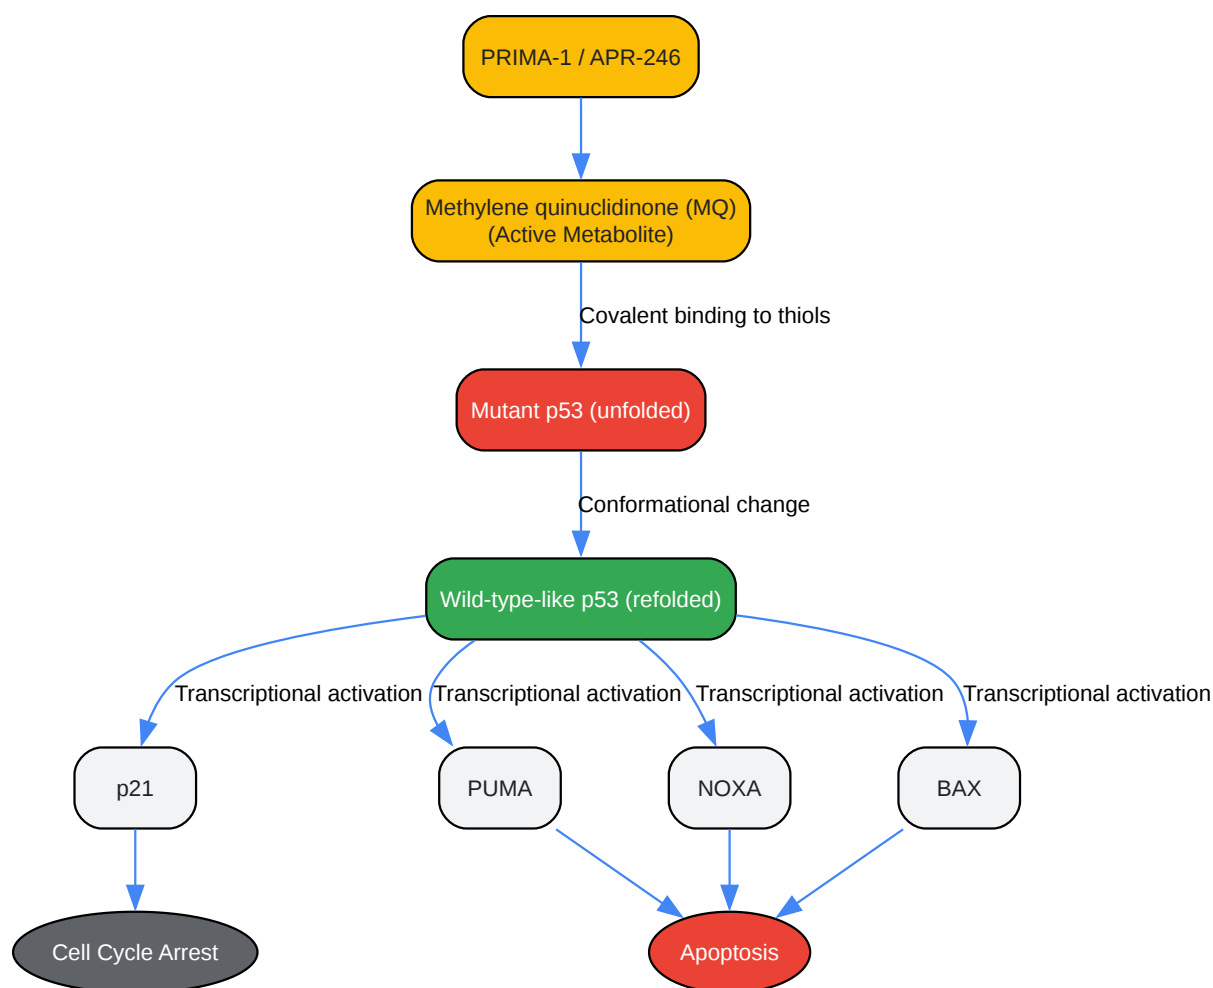 PRIMA-1 / APR-246
Methylene quinuclidinone (MQ)
(Active Metabolite)
Covalent binding to thiols
Mutant p53 (unfolded)
Conformational change
Wild-type-like p53 (refolded)
Transcriptional activation
Transcriptional activation
Transcriptional activation
Transcriptional activation
p21
PUMA
NOXA
BAX
Cell Cycle Arrest
Apoptosis